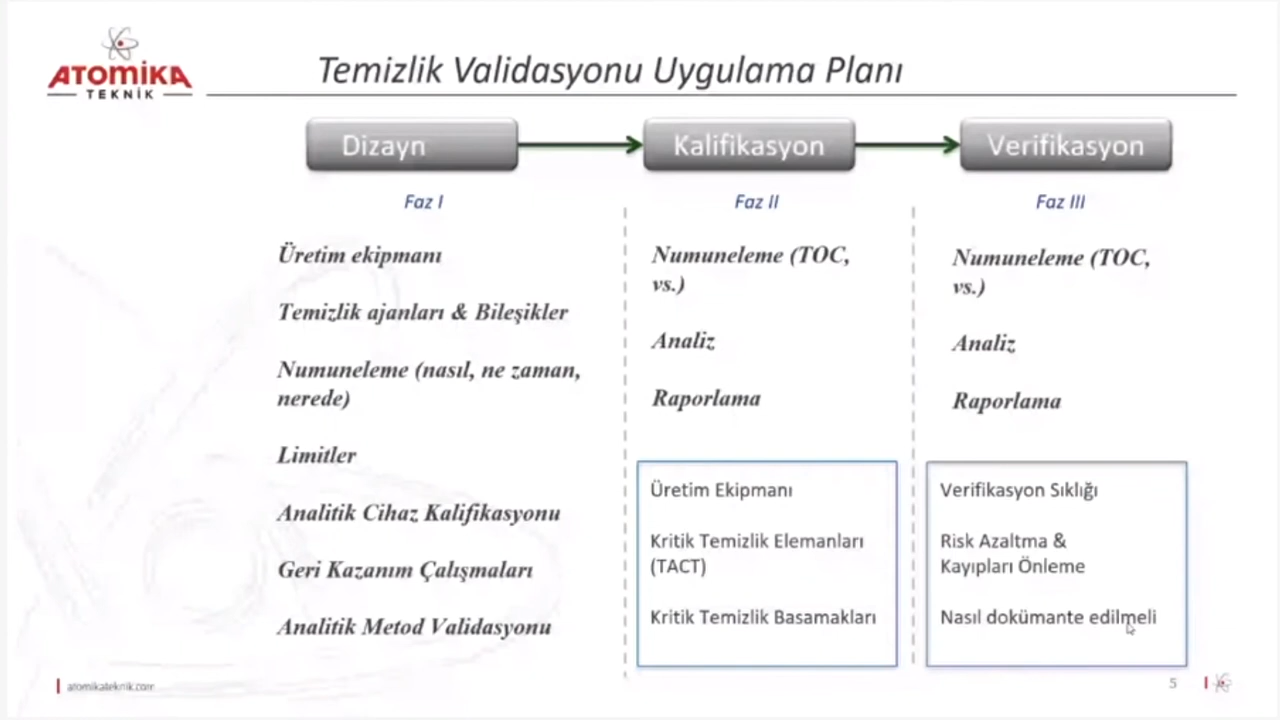 ATOMİKA
TEKNİK
Temizlik Validasyonu Uygulama Planı
Dizayn
Kalifikasyon
Verifikasyon
Faz I
Faz II
Faz III
Üretim ekipmanı
Temizlik ajanları & Bileşikler
Numuneleme (nasıl, ne zaman,
nerede)
Limitler
Analitik Cihaz Kalifikasyonu
Geri Kazanım Çalışmaları
Analitik Metod Validasyonu
Numuneleme (TOC,
vs.)
Analiz
Raporlama
Üretim Ekipmanı
Kritik Temizlik Elemanları
(TACT)
Kritik Temizlik Basamakları
Numuneleme (TOC,
vs.)
Analiz
Raporlama
Verifikasyon Sıklığı
Risk Azaltma &
Kayıpları Önleme
Nasıl dokümante edilmeli
atomikateknik.com
5